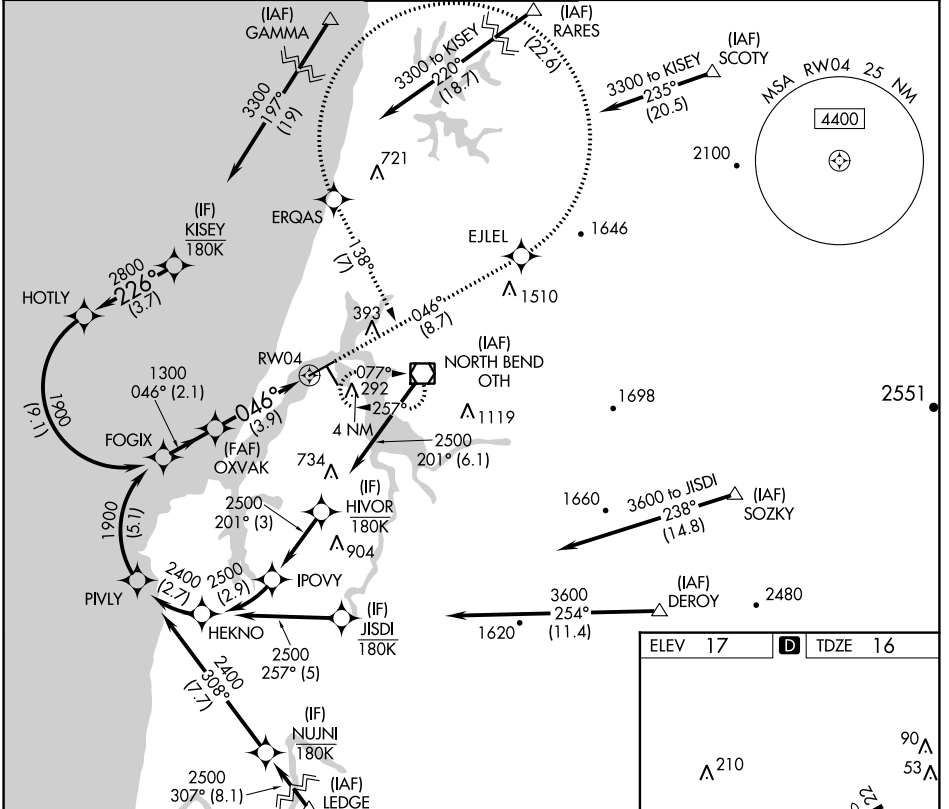 (IAF)
GAMMA
3300
197°
(19)
(IAF)
RARES
3300 to KISEY
220°
(18.7)
(22.6)
(IAF)
SCOTY
3300 to KISEY
235°
(20.5)
MSA RW04 25 NM
4400
2100
721
ERQAS
138°
(7)
(IF)
KISEY
180K
2800
226°
(3.7)
HOTLY
EJLEL
1646
1510
046°
(8.7)
393
RW04
(IAF)
NORTH BEND
OTH
077°
292
257°
4 NM
1119
1698
2551
1300
046° (2.1)
046°
(3.9)
1900
(9.1)
FOGIX
(FAF)
OXVAK
2500
201° (6.1)
734
(IF)
HIVOR
180K
2500
201° (3)
904
1660
3600 to JISDI
238°
(14.8)
(IAF)
SOZKY
1900
(5.1)
PIVLY
2400
(2.7)
2500
(2.9)
IPOVY
HEKNO
(IF)
JISDI
180K
2500
257° (5)
3600
254°
(11.4)
(IAF)
DEROY
2480
1620
2400
308°
(7.7)
(IF)
NUJNI
180K
2500
307° (8.1)
(IAF)
LEDGE
ELEV 17
D
TDZE 16
210
90
53
22